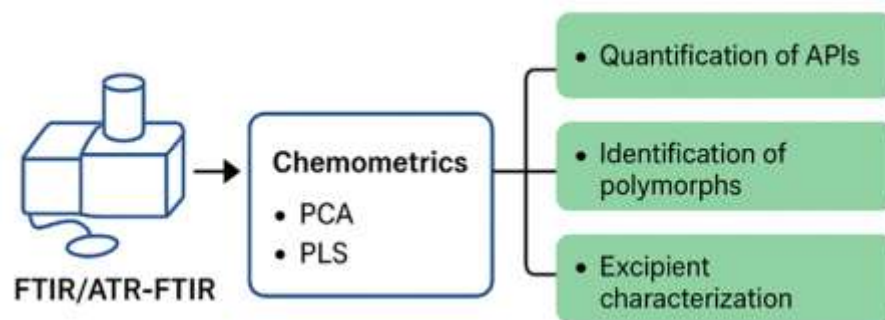 FTIR/ATR-FTIR
Chemometrics
• PCA
• PLS
• Quantification of APIs
• Identification of
polymorphs
• Excipient
characterization